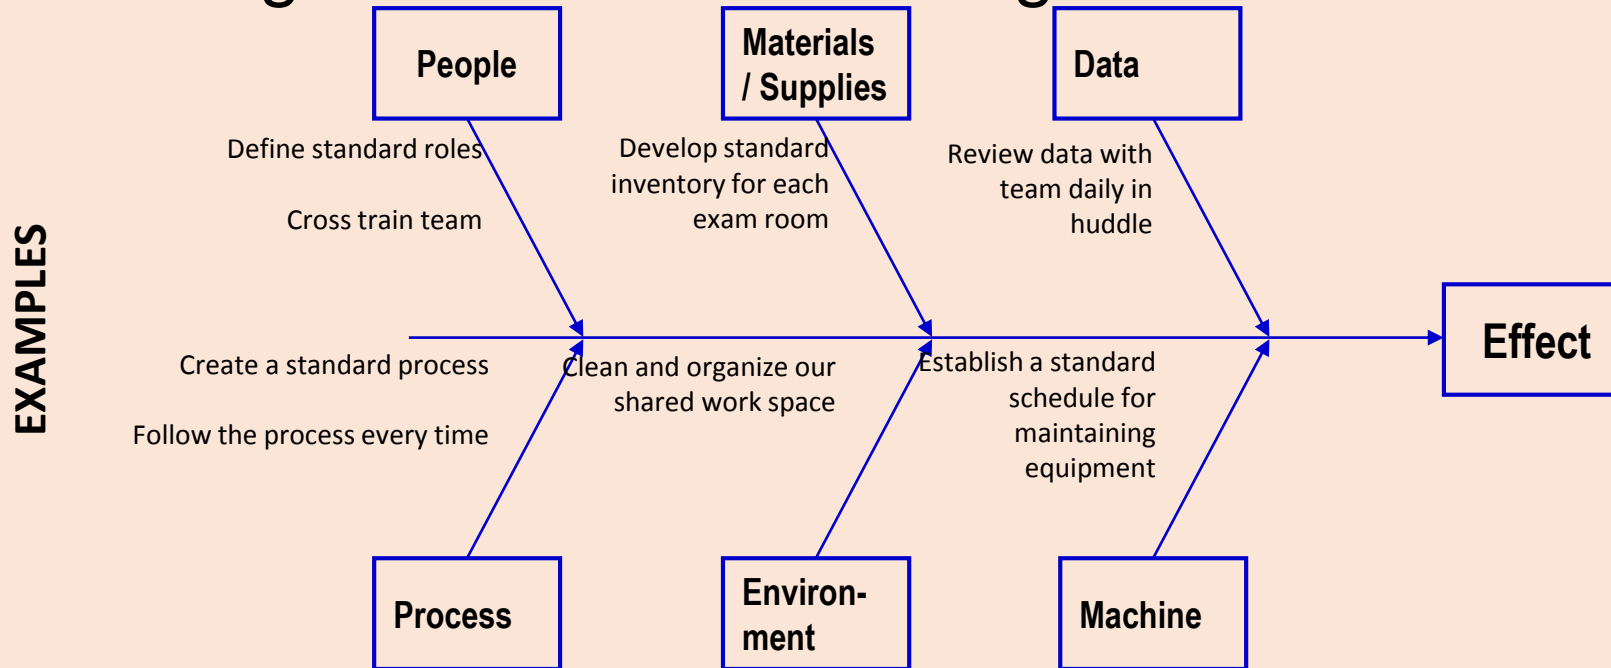 People
Materials
/ Supplies
Data
Define standard roles
Cross train team
Develop standard
inventory for each
exam room
Review data with
team daily in
huddle
EXAMPLES
Effect
Create a standard process
Follow the process every time
Clean and organize our
shared work space
Establish a standard
schedule for
maintaining
equipment
Process
Environ-
ment
Machine